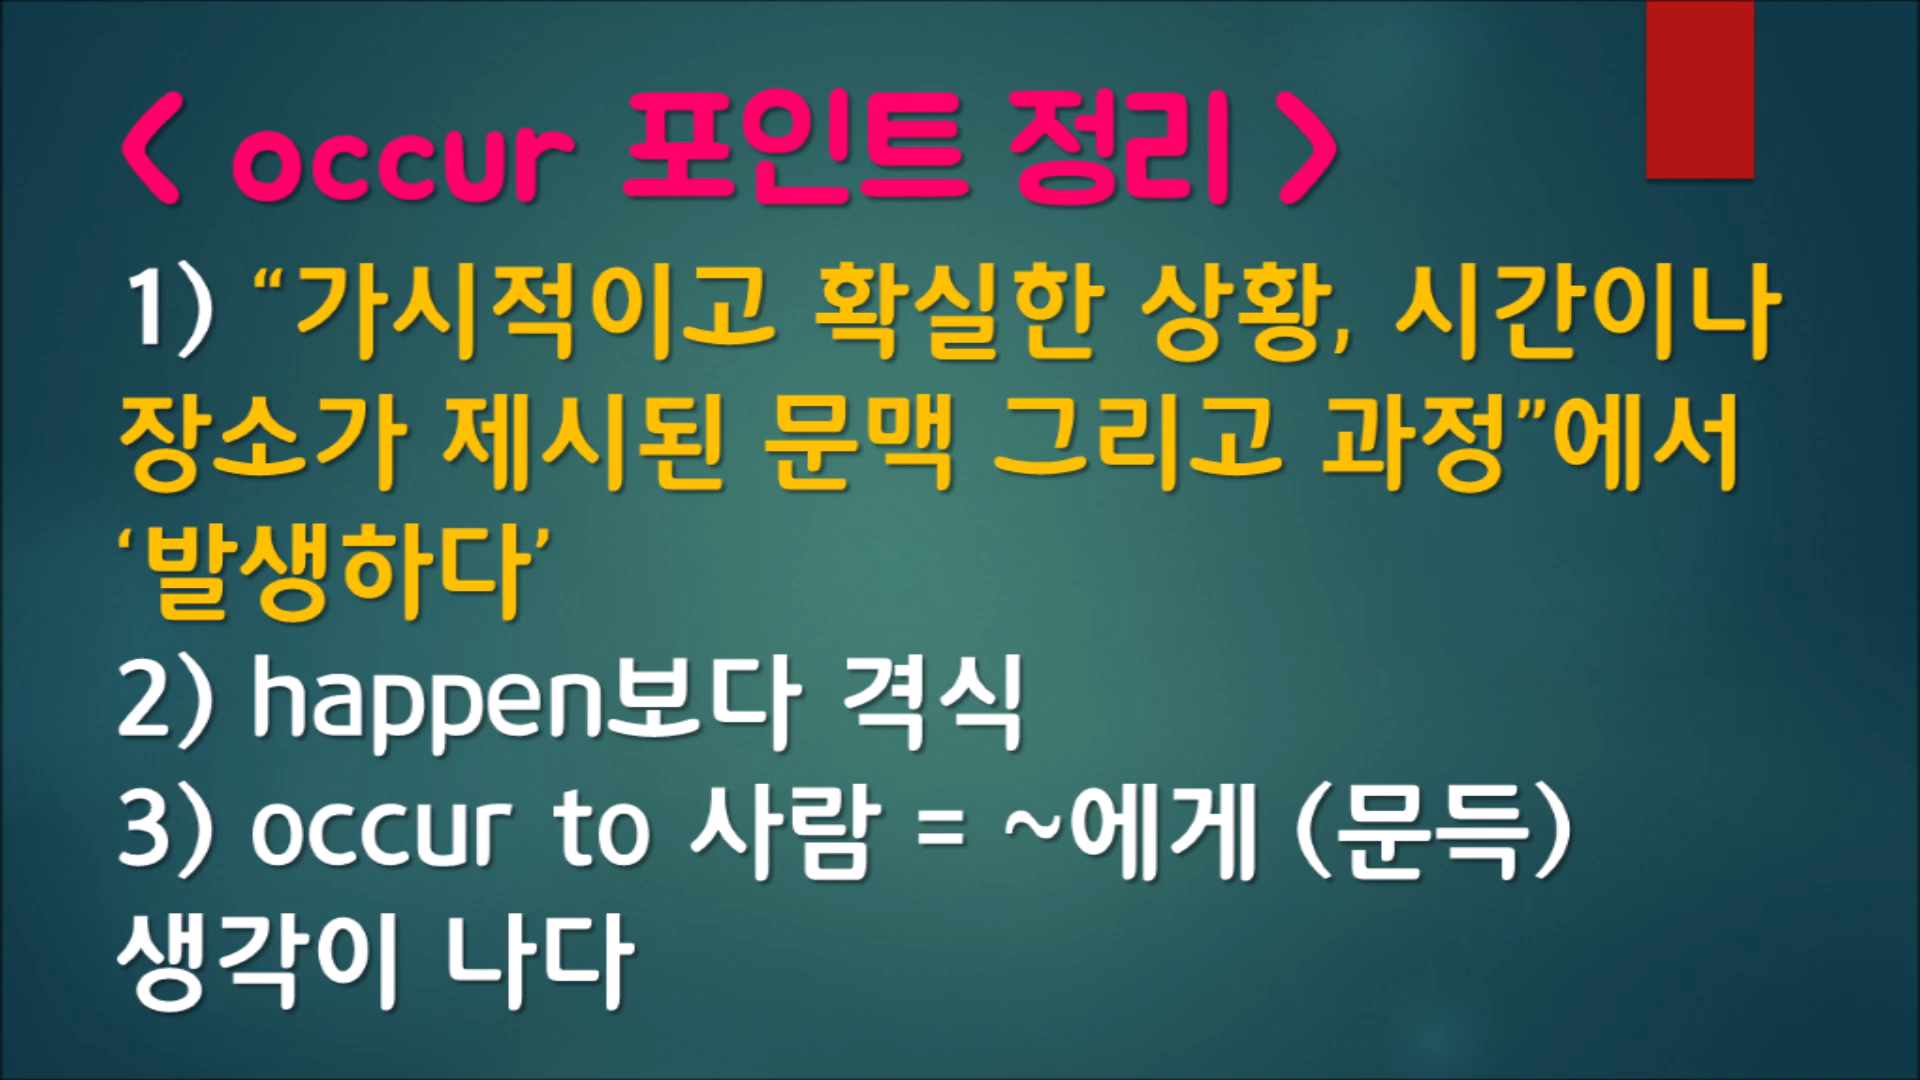 < occur 포인트 정리 >
1) “가시적이고 확실한 상황, 시간이나
장소가 제시된 문맥 그리고 과정”에서
‘발생하다’
2) happen보다 격식
3) occur to 사람 = ~에게 (문득)
생각이 나다